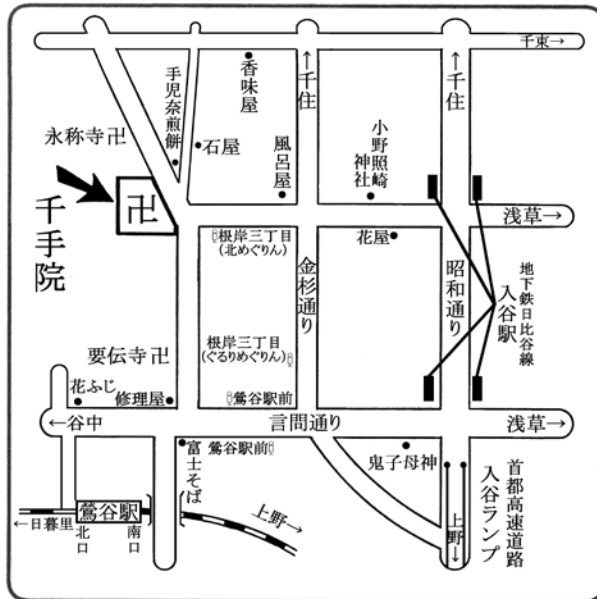 千束→
←千住
←千住
香味屋
手児奈煎餅
永称寺卍
石屋
風呂屋
小野照崎
神社
卍
千手院
浅草→
根岸三丁目
(北めぐりん)
花屋
金杉通り
昭和通り
地下鉄日比谷線
入谷駅
根岸三丁目
(ぐるりめぐりん)
要伝寺卍
花ふじ
修理屋
鶯谷駅前
←谷中
言問通り
浅草→
富士そば
鶯谷駅前
鬼子母神
首都高速道路
入谷ランプ
上野→
上野→
鶯谷駅
←日暮里
北口
南口